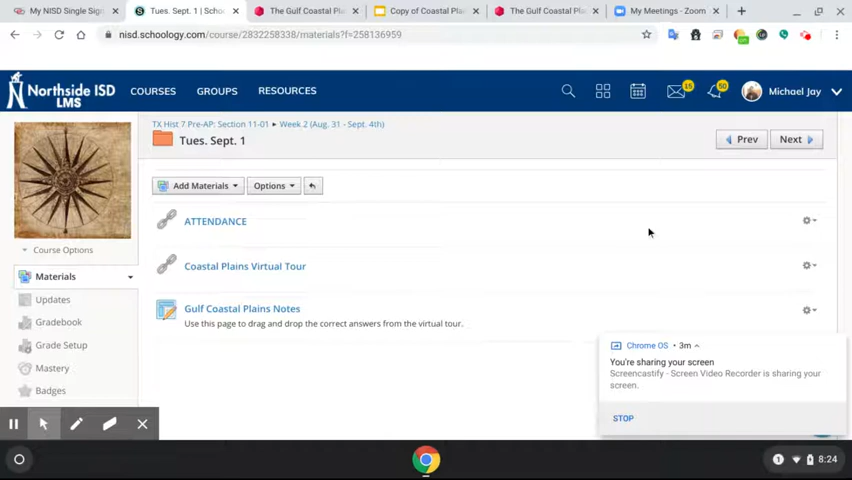 My NISD Single Sig
Tues. Sept. 1 | Scho
The Gulf Coastal Pla
Copy of Coastal Plain
The Gulf Coastal Pla
My Meetings - Zoom
nisd.schoology.com/course/2832258338/materials?f=258136959
Northside ISD
LMS
COURSES
GROUPS
RESOURCES
15
50
Michael Jay
TX Hist 7 Pre-AP: Section 11-01 ▸ Week 2 (Aug. 31 - Sept. 4th)
Tues. Sept. 1
Prev
Next
Add Materials
Options
ATTENDANCE
Coastal Plains Virtual Tour
Gulf Coastal Plains Notes
Use this page to drag and drop the correct answers from the virtual tour.
Course Options
Materials
Updates
Gradebook
Grade Setup
Mastery
Badges
Chrome OS • 3m
You're sharing your screen
Screencastify - Screen Video Recorder is sharing your
screen.
STOP
1
8:24